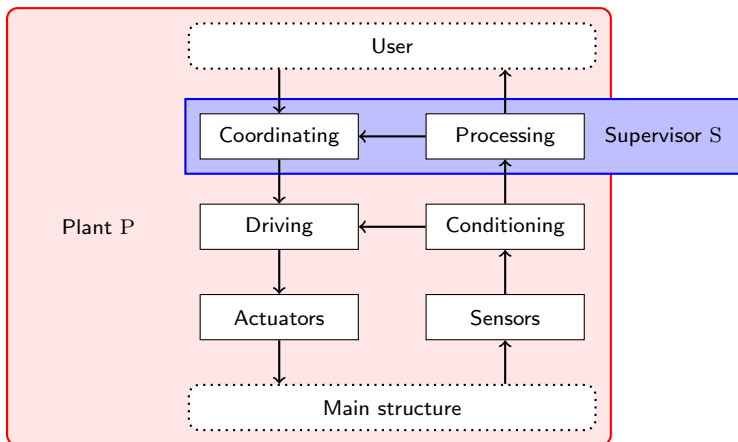 User
Coordinating
Processing
Supervisor S
Plant P
Driving
Conditioning
Actuators
Sensors
Main structure